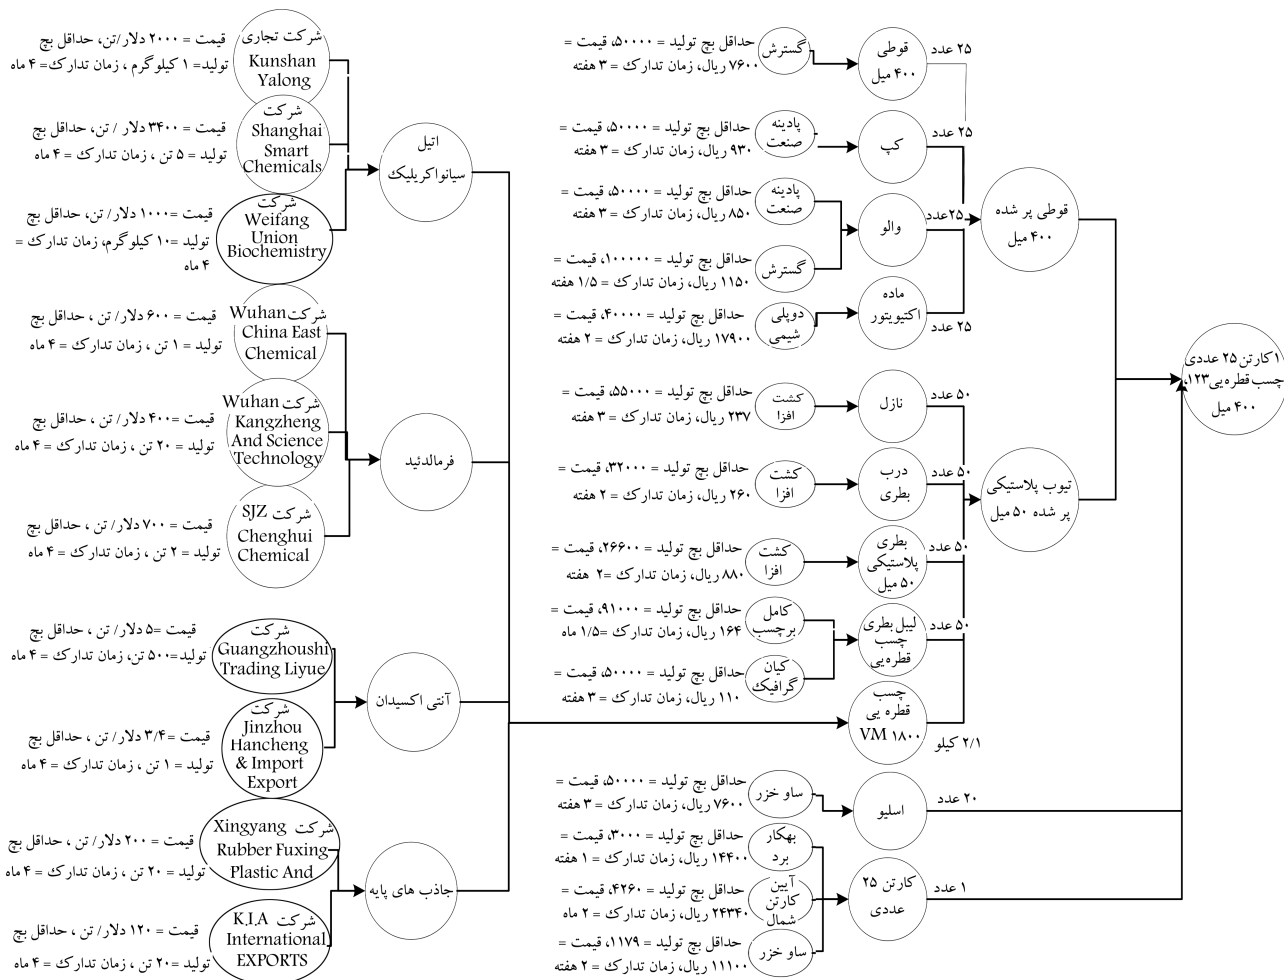 شرکت تجاری
Kunshan
Yalong
قیمت = ۲۰۰۰ دلار/تن، حداقل بچ
تولید= ۱ کیلوگرم ، زمان تدارک= ۴ ماه
شرکت
Shanghai
Smart
Chemicals
قیمت = ۳۴۰۰ دلار / تن، حداقل بچ
تولید = ۵ تن ، زمان تدارک = ۴ ماه
شرکت
Weifang
Union
Biochemistry
قیمت =۱۰۰۰ دلار/ تن، حداقل بچ
تولید =۱۰ کیلوگرم، زمان تدارک =
۴ ماه
اتیل
سیانواکریلیک
شرکت Wuhan
China East
Chemical
قیمت = ۶۰۰ دلار/ تن ، حداقل بچ
تولید = ۱ تن ، زمان تدارک = ۴ ماه
شرکت Wuhan
Kangzheng
And Science
Technology
قیمت =۴۰۰ دلار/ تن ، حداقل بچ
تولید = ۲۰ تن ، زمان تدارک = ۴ ماه
شرکت SJZ
Chenghui
Chemical
قیمت = ۷۰۰ دلار/ تن ، حداقل بچ
تولید = ۲ تن ، زمان تدارک = ۴ ماه
فرمالدئید
شرکت
Guangzhoushi
Trading Liyue
قیمت =۵ دلار/ تن ، حداقل بچ
تولید=۵۰۰ تن، زمان تدارک = ۴ ماه
شرکت
Jinzhou
Hancheng
& Import
Export
قیمت =۳/۴ دلار/ تن ، حداقل بچ
تولید = ۱ تن ، زمان تدارک = ۴ ماه
آنتی اکسیدان
شرکت Xingyang
Rubber Fuxing
Plastic And
قیمت = ۲۰۰ دلار/ تن ، حداقل بچ
تولید = ۲۰ تن ، زمان تدارک = ۴ ماه
شرکت K.I.A
International
EXPORTS
قیمت = ۱۲۰ دلار/ تن ، حداقل بچ
تولید =۲۰ تن ، زمان تدارک = ۴ ماه
جاذب های پایه
حداقل بچ تولید = ۵۰۰۰۰، قیمت =
۷۶۰۰ ریال، زمان تدارک = ۳ هفته
گسترش
قوطی
۴۰۰ میل
۲۵ عدد
حداقل بچ تولید = ۵۰۰۰۰، قیمت =
۹۳۰ ریال، زمان تدارک = ۳ هفته
پادینه
صنعت
کپ
۲۵ عدد
حداقل بچ تولید = ۵۰۰۰۰، قیمت =
۸۵۰ ریال، زمان تدارک = ۳ هفته
پادینه
صنعت
حداقل بچ تولید = ۱۰۰۰۰۰، قیمت =
۱۱۵۰ ریال، زمان تدارک = ۱/۵ هفته
گسترش
والو
۲۵عدد
حداقل بچ تولید = ۴۰۰۰۰، قیمت =
۱۷۹۰۰ ریال، زمان تدارک = ۲ هفته
دوپلی
شیمی
ماده
اکتیویتور
۲۵ عدد
قوطی پر شده
۴۰۰ میل
حداقل بچ تولید = ۵۵۰۰۰، قیمت =
۲۳۷ ریال، زمان تدارک = ۳ هفته
کشت
افزا
نازل
۵۰ عدد
حداقل بچ تولید = ۳۲۰۰۰، قیمت =
۲۶۰ ریال، زمان تدارک = ۲ هفته
کشت
افزا
درب
بطری
۵۰ عدد
حداقل بچ تولید = ۲۶۶۰۰، قیمت =
۸۸۰ ریال، زمان تدارک =۲ هفته
کشت
افزا
بطری
پلاستیکی
۵۰ میل
۵۰ عدد
حداقل بچ تولید = ۹۱۰۰۰، قیمت =
۱۶۴ ریال، زمان تدارک =۱/۵ ماه
کامل
برچسب
حداقل بچ تولید = ۵۰۰۰۰، قیمت =
۱۱۰ ریال، زمان تدارک = ۳ هفته
کیان
گرافیک
لیبل بطری
چسب
قطره یی
۵۰ عدد
چسب
قطره یی
VM ۱۸۰۰
۲/۱ کیلو
تیوب پلاستیکی
پر شده ۵۰ میل
حداقل بچ تولید = ۵۰۰۰۰، قیمت =
۷۶۰۰ ریال، زمان تدارک = ۳ هفته
ساو خزر
اسلیو
۲۰ عدد
حداقل بچ تولید = ۳۰۰۰، قیمت =
۱۴۴۰۰ ریال، زمان تدارک = ۱ هفته
بهکار
برد
حداقل بچ تولید = ۴۲۶۰، قیمت =
۲۴۳۴۰ ریال، زمان تدارک = ۲ ماه
آیین
کارتن
شمال
حداقل بچ تولید = ۱۱۷۹، قیمت =
۱۱۱۰۰ ریال، زمان تدارک = ۲ هفته
ساو خزر
کارتن ۲۵
عددی
۱ عدد
۱کارتن ۲۵ عددی
چسب قطره یی۱۲۳،
۴۰۰ میل